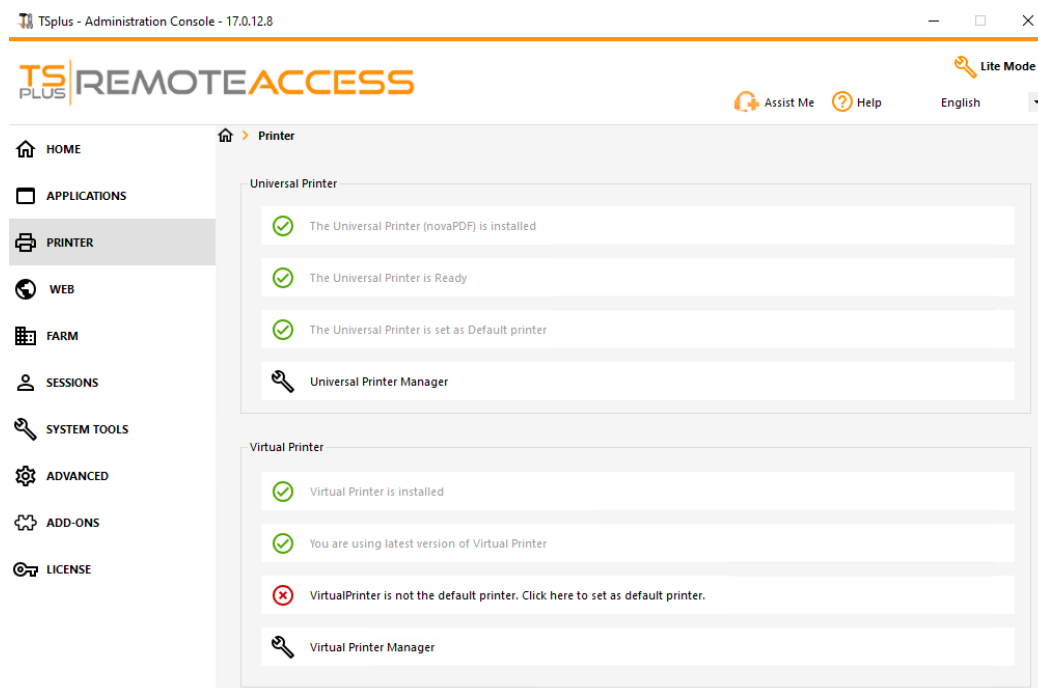 TSplus - Administration Console - 17.0.12.8
TS PLUS REMOTEACCESS
Lite Mode
Assist Me
Help
English
HOME
APPLICATIONS
PRINTER
WEB
FARM
SESSIONS
SYSTEM TOOLS
ADVANCED
ADD-ONS
LICENSE
Printer
Universal Printer
The Universal Printer (novaPDF) is installed
The Universal Printer is Ready
The Universal Printer is set as Default printer
Universal Printer Manager
Virtual Printer
Virtual Printer is installed
You are using latest version of Virtual Printer
VirtualPrinter is not the default printer. Click here to set as default printer.
Virtual Printer Manager